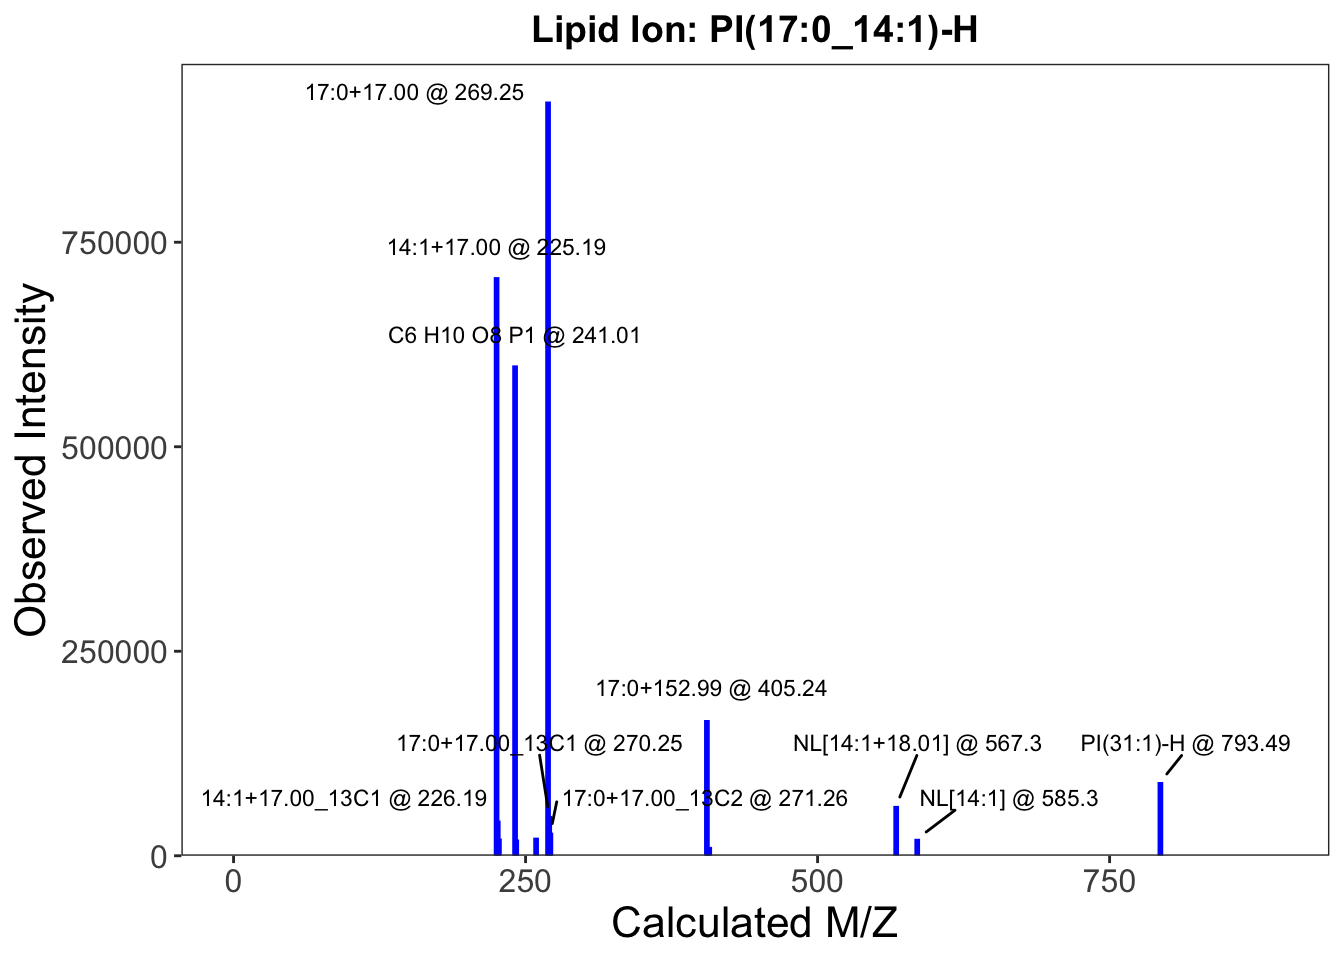 Lipid Ion: PI(17:0_14:1)-H
17:0+17.00 @ 269.25
14:1+17.00 @ 225.19
C6 H10 O8 P1 @ 241.01
17:0+152.99 @ 405.24
17:0+17.00_13C1 @ 270.25
NL[14:1+18.01] @ 567.3
PI(31:1)-H @ 793.49
14:1+17.00_13C1 @ 226.19
17:0+17.00_13C2 @ 271.26
NL[14:1] @ 585.3
Observed Intensity
750000
500000
250000
0
0
250
500
750
Calculated M/Z